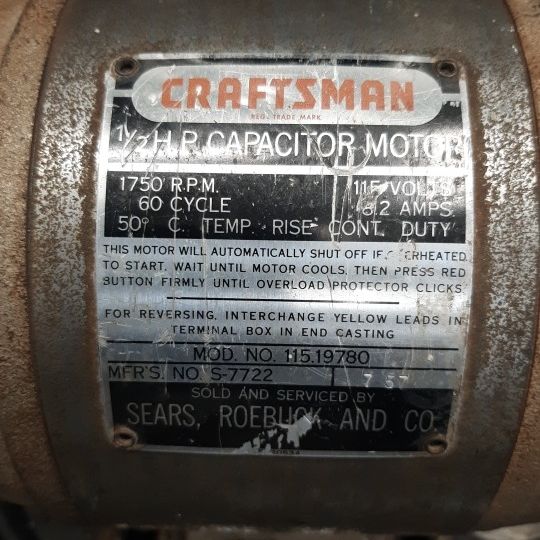 CRAFTSMAN
REG. TRADE MARK
1/2 H.P. CAPACITOR MOTOR
1750 R.P.M. 115 VOLTS
60 CYCLE 8.2 AMPS
50° C. TEMP. RISE CONT. DUTY
THIS MOTOR WILL AUTOMATICALLY SHUT OFF IF OVERHEATED
TO START, WAIT UNTIL MOTOR COOLS, THEN PRESS RED
BUTTON FIRMLY UNTIL OVERLOAD PROTECTOR CLICKS
FOR REVERSING, INTERCHANGE YELLOW LEADS IN
TERMINAL BOX IN END CASTING
MOD. NO. 115.19780
MFR'S. NO. S-7722 7 57
SOLD AND SERVICED BY
SEARS, ROEBUCK AND CO.